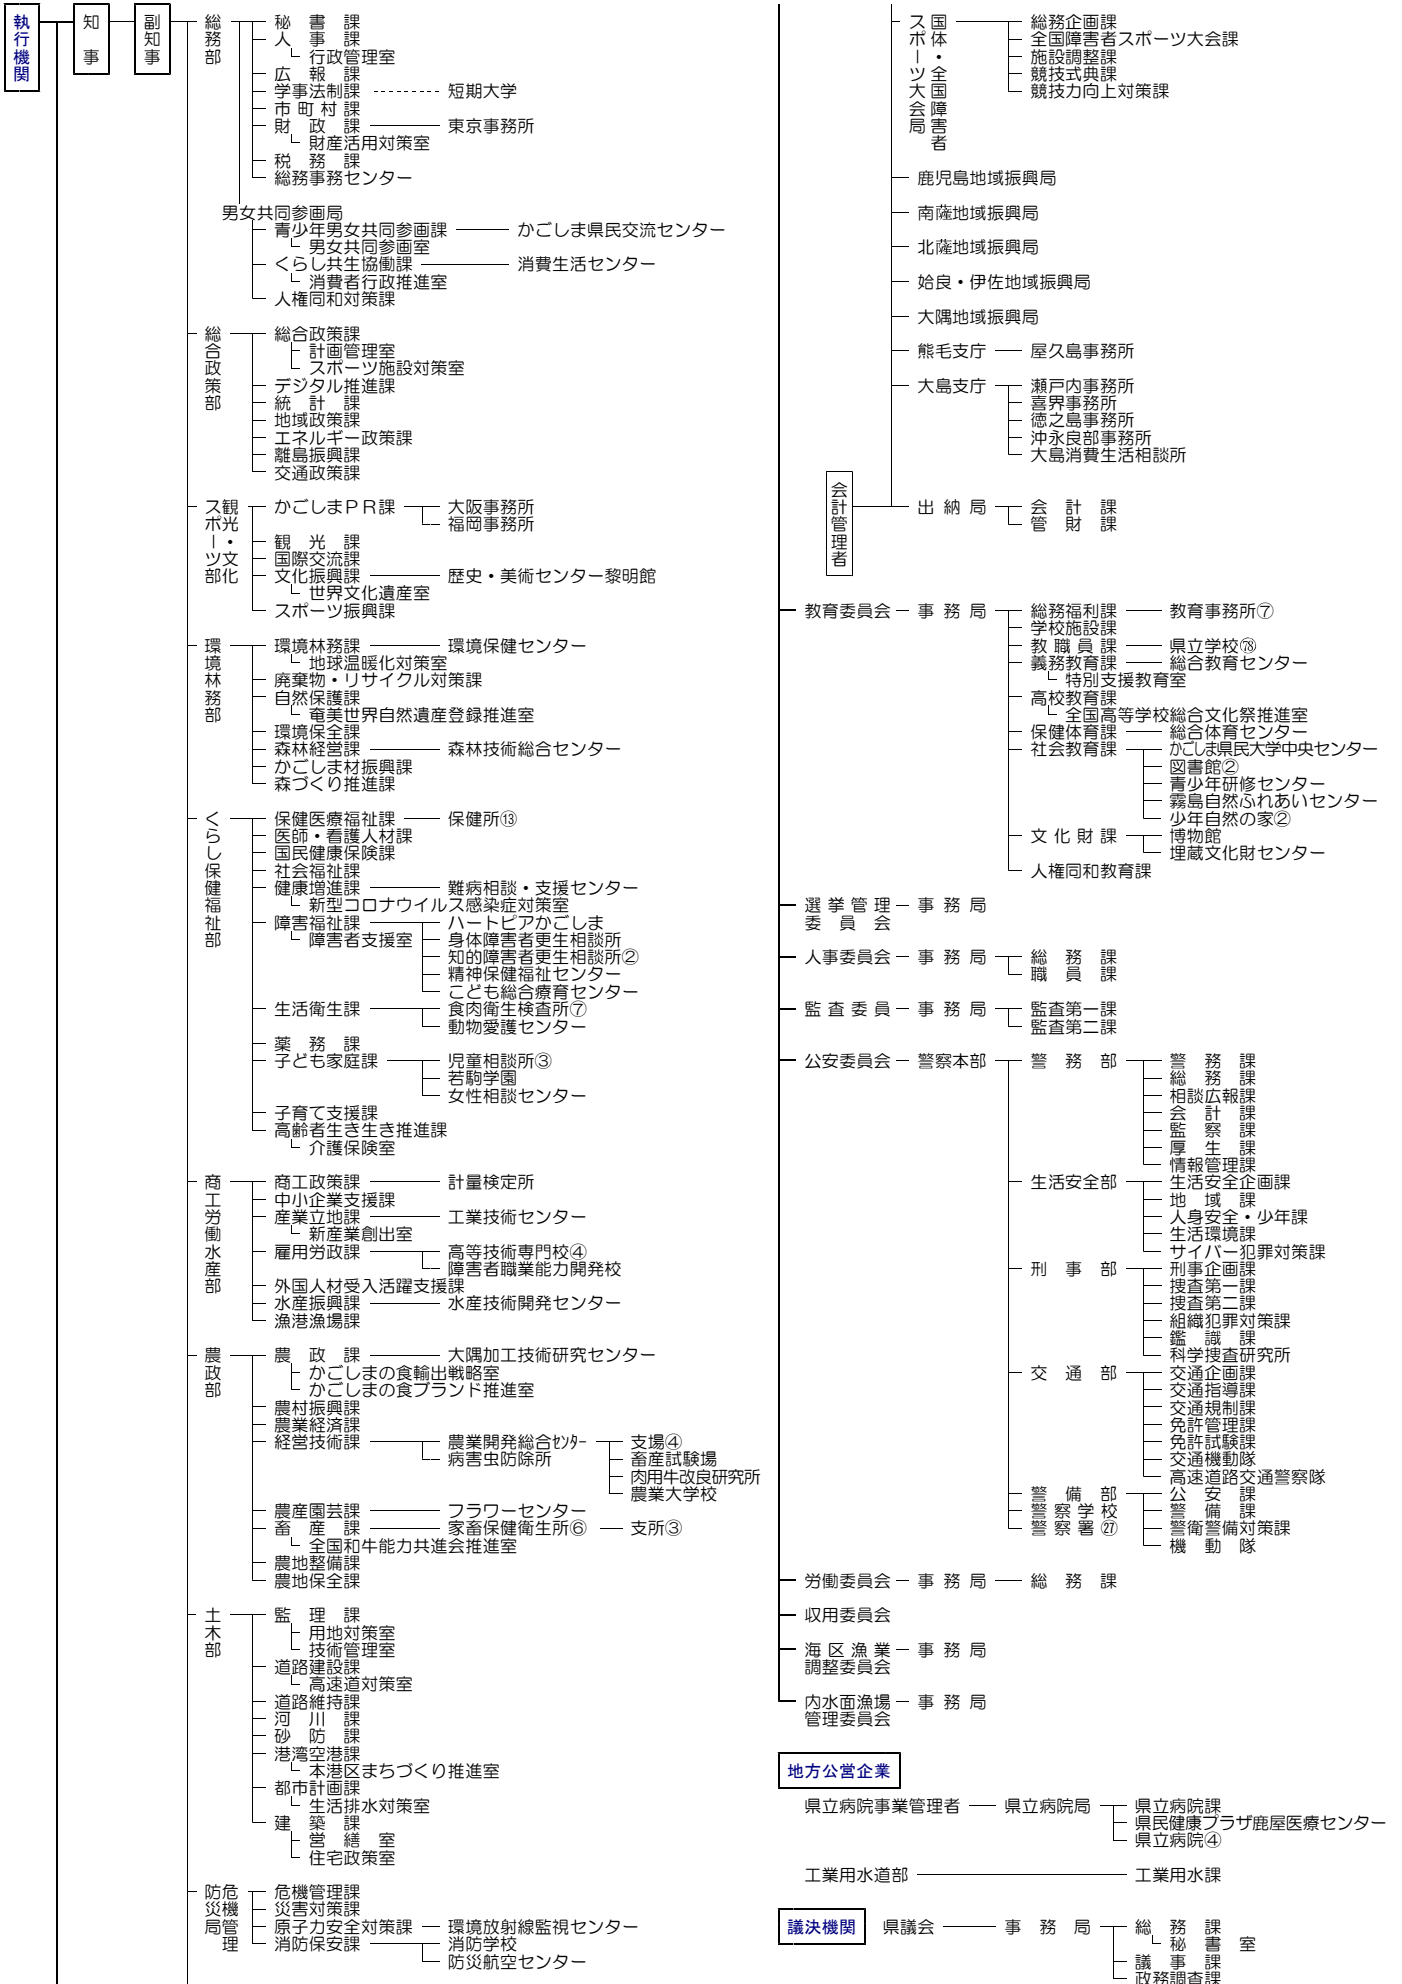 執行機関
知事
副知事
総務部
秘書課
人事課
行政管理室
広報課
学事法制課 短期大学
市町村課
財政課 東京事務所
財産活用対策室
税務課
総務事務センター
男女共同参画局
青少年男女共同参画課 かごしま県民交流センター
男女共同参画室
くらし共生協働課 消費生活センター
消費者行政推進室
人権同和対策課
総合政策部
総合政策課
計画管理室
スポーツ施設対策室
デジタル推進課
統計課
地域政策課
エネルギー政策課
離島振興課
交通政策課
観光・文化スポーツ部
かごしまPR課 大阪事務所
福岡事務所
観光課
国際交流課
文化振興課 歴史・美術センター黎明館
世界文化遺産室
スポーツ振興課
環境林務部
環境林務課 環境保健センター
地球温暖化対策室
廃棄物・リサイクル対策課
自然保護課
奄美世界自然遺産登録推進室
環境保全課
森林経営課 森林技術総合センター
かごしま材振興課
森づくり推進課
くらし保健福祉部
保健医療福祉課 保健所⑬
医師・看護人材課
国民健康保険課
社会福祉課
健康増進課 難病相談・支援センター
新型コロナウイルス感染症対策室
障害福祉課 ハートピアかごしま
障害者支援室 身体障害者更生相談所
知的障害者更生相談所②
精神保健福祉センター
こども総合療育センター
生活衛生課 食肉衛生検査所⑦
動物愛護センター
薬務課
子ども家庭課 児童相談所③
若駒学園
女性相談センター
子育て支援課
高齢者生き生き推進課
介護保険室
商工労働水産部
商工政策課 計量検定所
中小企業支援課
産業立地課 工業技術センター
新産業創出室
雇用労政課 高等技術専門校④
障害者職業能力開発校
外国人材受入活躍支援課
水産振興課 水産技術開発センター
漁港漁場課
農政部
農政課 大隅加工技術研究センター
かごしまの食輸出戦略室
かごしまの食ブランド推進室
農村振興課
農業経済課
経営技術課 農業開発総合センター 支場④
病害虫防除所 畜産試験場
肉用牛改良研究所
農業大学校
農産園芸課 フラワーセンター
畜産課 家畜保健衛生所⑥ 支所③
全国和牛能力共進会推進室
農地整備課
農地保全課
土木部
監理課
用地対策室
技術管理室
道路建設課
高速道対策室
道路維持課
河川課
砂防課
港湾空港課
本港区まちづくり推進室
都市計画課
生活排水対策室
建築課
営繕室
住宅政策室
危機管理防災局
危機管理課
災害対策課
原子力安全対策課 環境放射線監視センター
消防保安課 消防学校
防災航空センター
国体・全国障害者スポーツ大会局
総務企画課
全国障害者スポーツ大会課
施設調整課
競技式典課
競技力向上対策課
鹿児島地域振興局
南薩地域振興局
北薩地域振興局
姶良・伊佐地域振興局
大隅地域振興局
熊毛支庁 屋久島事務所
大島支庁 瀬戸内事務所
喜界事務所
徳之島事務所
沖永良部事務所
大島消費生活相談所
会計管理者
出納局 会計課
管財課
教育委員会 事務局 総務福利課 教育事務所⑦
学校施設課
教職員課 県立学校㊆
義務教育課 総合教育センター
特別支援教育室
高校教育課
全国高等学校総合文化祭推進室
保健体育課 総合体育センター
社会教育課 かごしま県民大学中央センター
図書館②
青少年研修センター
霧島自然ふれあいセンター
少年自然の家②
文化財課 博物館
埋蔵文化財センター
人権同和教育課
選挙管理委員会 事務局
人事委員会 事務局 総務課
職員課
監査委員 事務局 監査第一課
監査第二課
公安委員会 警察本部 警務部 警務課
総務課
相談広報課
会計課
監察課
厚生課
情報管理課
生活安全部 生活安全企画課
地域課
人身安全・少年課
生活環境課
サイバー犯罪対策課
刑事部 刑事企画課
捜査第一課
捜査第二課
組織犯罪対策課
鑑識課
科学捜査研究所
交通部 交通企画課
交通指導課
交通規制課
免許管理課
免許試験課
交通機動隊
高速道路交通警察隊
警備部 公安課
警察学校 警備課
警察署㉗ 警衛警備対策課
機動隊
労働委員会 事務局 総務課
収用委員会
海区漁業調整委員会 事務局
内水面漁場管理委員会 事務局
地方公営企業
県立病院事業管理者 県立病院局 県立病院課
県民健康プラザ鹿屋医療センター
県立病院④
工業用水道部 工業用水課
議決機関 県議会 事務局 総務課
秘書室
議事課
政務調査課